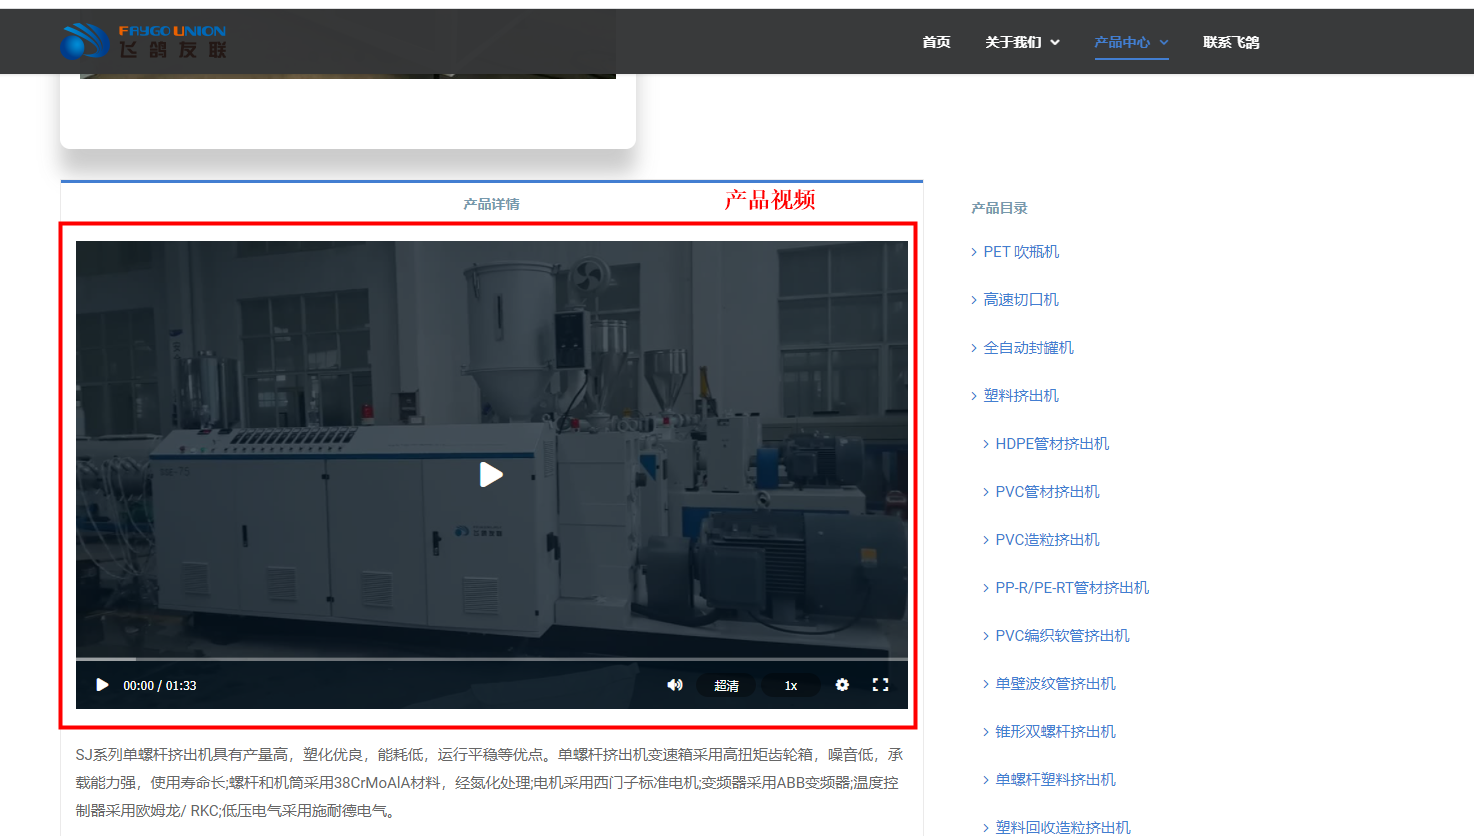 FAYGO UNION
飞鸽友联
首页
关于我们
产品中心
联系飞鸽
产品详情
产品视频
00:00 / 01:33
超清
1x
SJ系列单螺杆挤出机具有产量高，塑化优良，能耗低，运行平稳等优点。单螺杆挤出机变速箱采用高扭矩齿轮箱，噪音低，承
载能力强，使用寿命长;螺杆和机筒采用38CrMoAlA材料，经氮化处理;电机采用西门子标准电机;变频器采用ABB变频器;温度控
制器采用欧姆龙/ RKC;低压电气采用施耐德电气。
产品目录
PET 吹瓶机
高速切口机
全自动封罐机
塑料挤出机
HDPE管材挤出机
PVC管材挤出机
PVC造粒挤出机
PP-R/PE-RT管材挤出机
PVC编织软管挤出机
单壁波纹管挤出机
锥形双螺杆挤出机
单螺杆塑料挤出机
塑料回收造粒挤出机